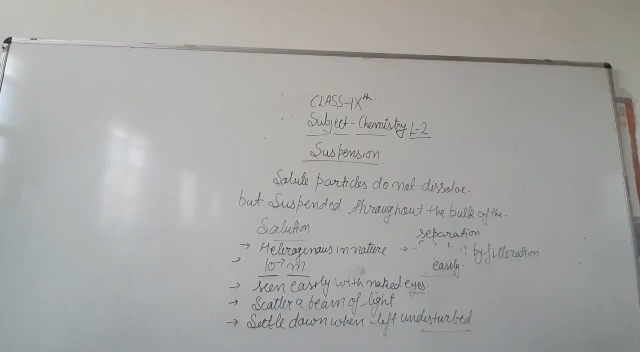 CLASS-IXth
Subject-Chemistry L-2
Suspension
Solute particles do not dissolve.
but Suspended throughout the bulk of the.
Solution
separation
→ Heterogenous in nature → by filteration
10⁻⁷ m easily.
→ seen easily with naked eyes
→ Scatter a beam of light
→ Settle down when left undisturbed